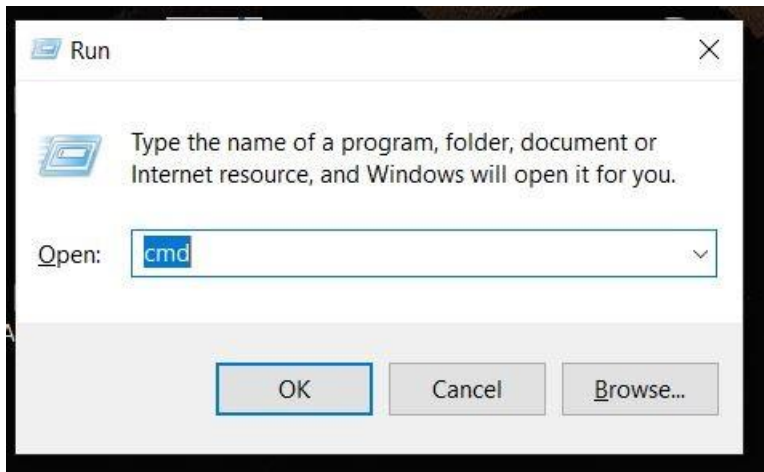 Run
Type the name of a program, folder, document or
Internet resource, and Windows will open it for you.
Open: cmd
OK Cancel Browse...
A